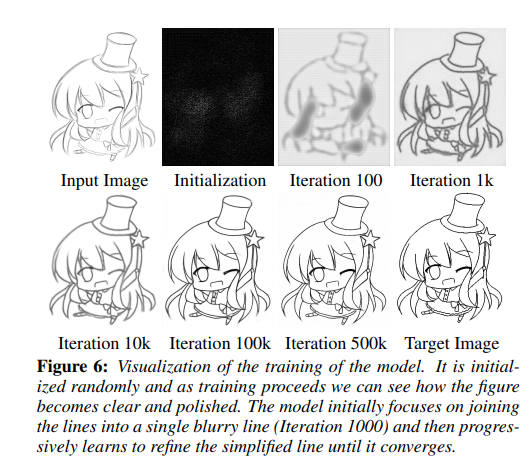 Input Image Initialization Iteration 100 Iteration 1k
Iteration 10k Iteration 100k Iteration 500k Target Image
Figure 6: Visualization of the training of the model. It is initial-
ized randomly and as training proceeds we can see how the figure
becomes clear and polished. The model initially focuses on joining
the lines into a single blurry line (Iteration 1000) and then progres-
sively learns to refine the simplified line until it converges.